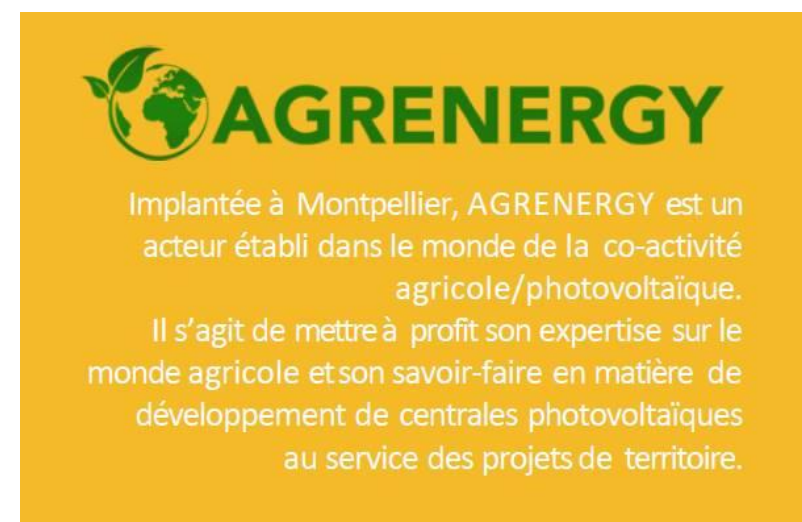 AGRENERGY
Implantée à Montpellier, AGRENERGY est un
acteur établi dans le monde de la co-activité
agricole/photovoltaïque.
Il s’agit de mettre à profit son expertise sur le
monde agricole et son savoir-faire en matière de
développement de centrales photovoltaïques
au service des projets de territoire.